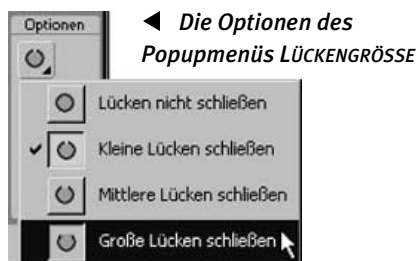 Optionen
◄ Die Optionen des
Popupmenüs LÜCKENGRÖSSE
Lücken nicht schließen
Kleine Lücken schließen
Mittlere Lücken schließen
Große Lücken schließen